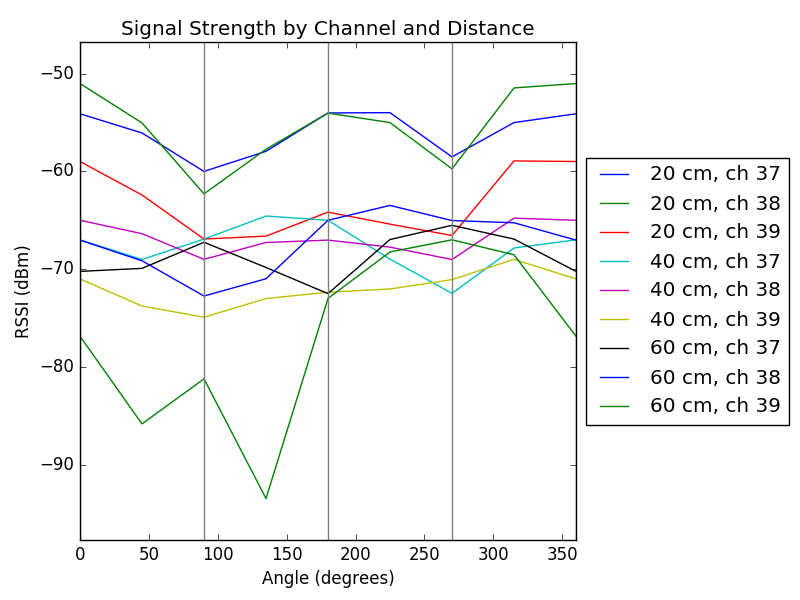 Signal Strength by Channel and Distance
−50
−60
−70
−80
−90
RSSI (dBm)
0 50 100 150 200 250 300 350
Angle (degrees)
20 cm, ch 37
20 cm, ch 38
20 cm, ch 39
40 cm, ch 37
40 cm, ch 38
40 cm, ch 39
60 cm, ch 37
60 cm, ch 38
60 cm, ch 39